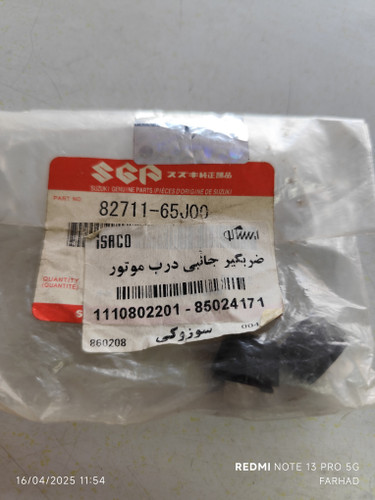 SGP スズキ純正部品
SUZUKI GENUINE PARTS (PIÈCES D'ORIGINE DE SUZUKI)
PART NO.
82711-65J00
iSACO
ضربگیر جانبی درب موتور
QUANTITY
(QUANTITÉ)
1110802201 - 85024171
سوزوکی
860208
004
16/04/2025 11:54
REDMI NOTE 13 PRO 5G
FARHAD